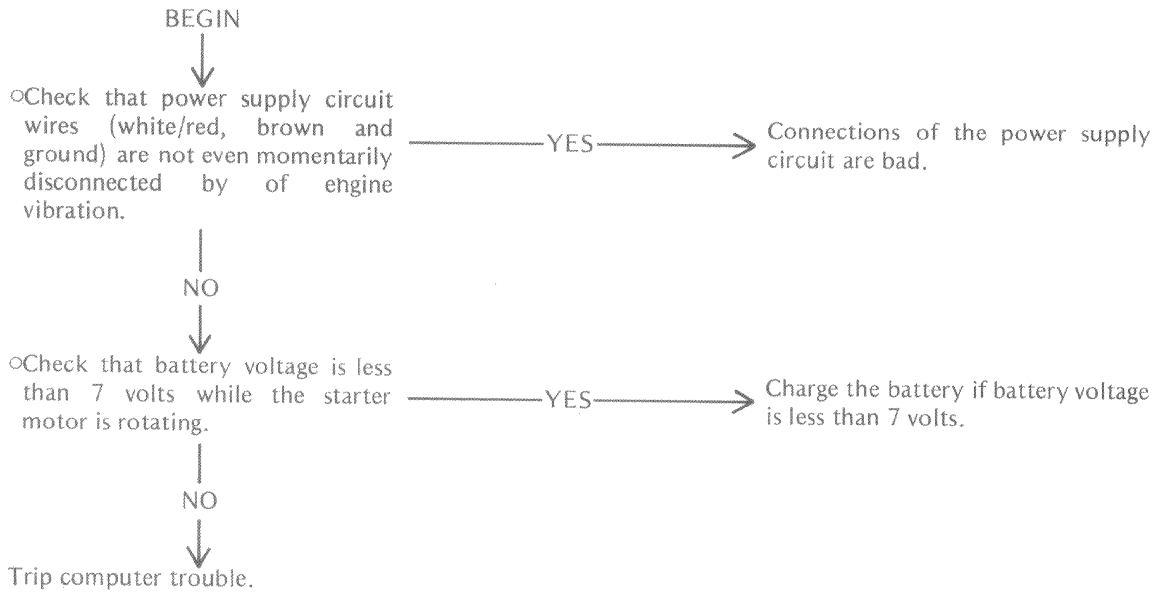 BEGIN
○Check that power supply circuit
wires (white/red, brown and
ground) are not even momentarily
disconnected by of engine
vibration.
YES
Connections of the power supply
circuit are bad.
NO
○Check that battery voltage is less
than 7 volts while the starter
motor is rotating.
YES
Charge the battery if battery voltage
is less than 7 volts.
NO
Trip computer trouble.